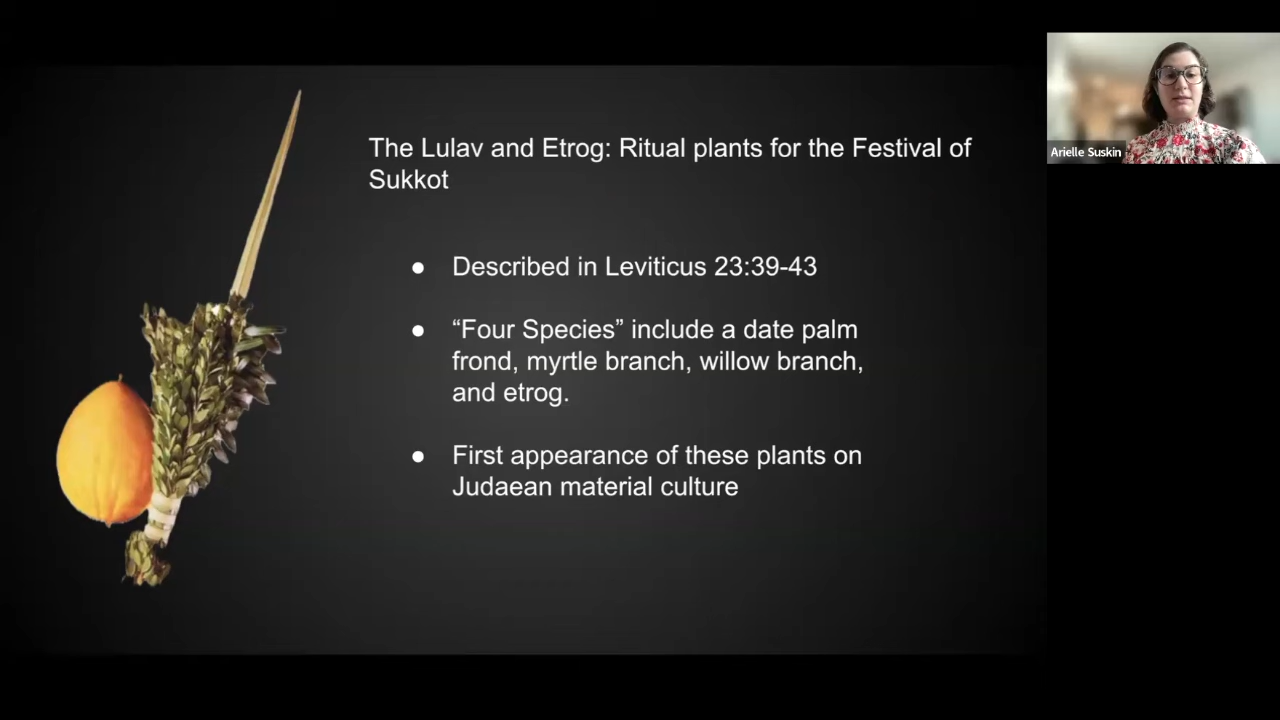 The Lulav and Etrog: Ritual plants for the Festival of
Sukkot
● Described in Leviticus 23:39-43
● “Four Species” include a date palm
frond, myrtle branch, willow branch,
and etrog.
● First appearance of these plants on
Judaean material culture
Arielle Suskin